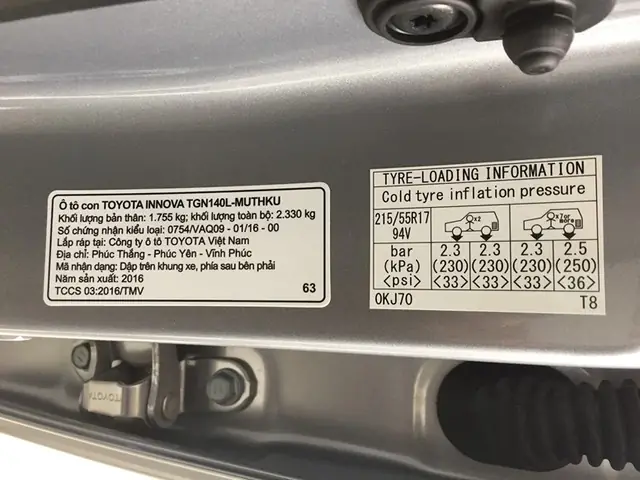 Ô tô con TOYOTA INNOVA TGN140L-MUTHKU
Khối lượng bản thân: 1.755 kg; khối lượng toàn bộ: 2.330 kg
Số chứng nhận kiểu loại: 0754/VAQ09 - 01/16 - 00
Lắp ráp tại: Công ty ô tô TOYOTA Việt Nam
Địa chỉ: Phúc Thắng - Phúc Yên - Vĩnh Phúc
Mã nhận dạng: Dập trên khung xe, phía sau bên phải
Năm sản xuất: 2016
TCCS 03:2016/TMV 63
TYRE-LOADING INFORMATION
Cold tyre inflation pressure
215/55R17 94V x2 x7or more
bar 2.3 2.3 2.3 2.5
(kPa) (230) (230) (230) (250)
<psi> <33> <33> <33> <36>
0KJ70 T8
TOYOTA